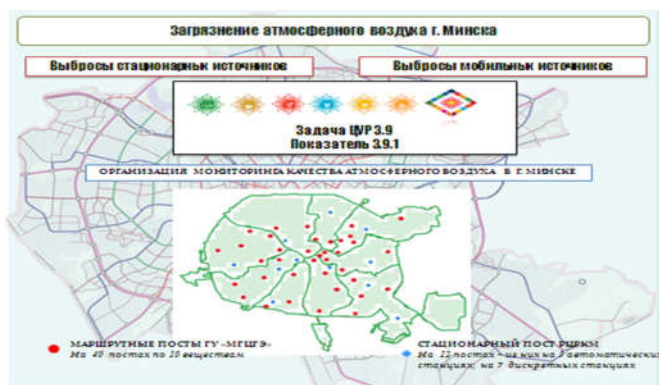 Загрязнение атмосферного воздуха г. Минска
Выбросы стационарных источников
Выбросы мобильных источников
Задача ЦУР 3.9
Показатель 3.9.1
ОРГАНИЗАЦИЯ МОНИТОРИНГА КАЧЕСТВА АТМОСФЕРНОГО ВОЗДУХА В Г. МИНСКЕ
МАРШРУТНЫЕ ПОСТЫ ГУ «МГЦГЭ»
На 40 постах по 10 веществам
СТАЦИОНАРНЫЙ ПОСТ РЦРКМ
На 12 постах – из них на 5 автоматических
станциях; на 7 дискретных станциях